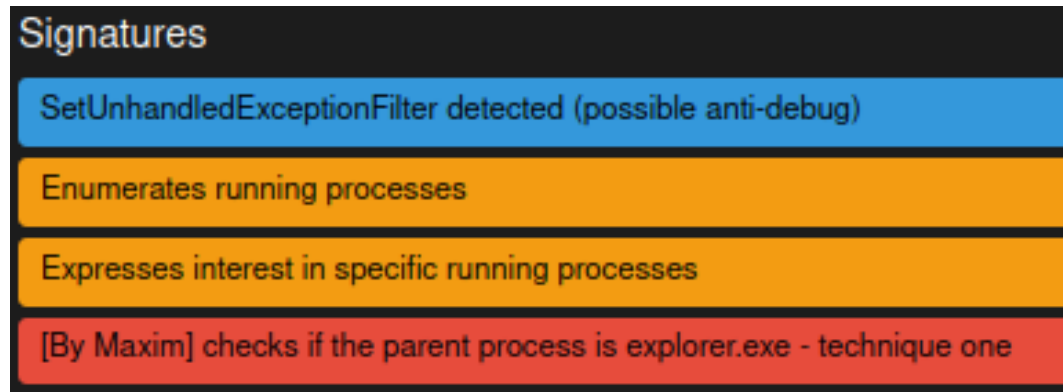 Signatures
SetUnhandledExceptionFilter detected (possible anti-debug)
Enumerates running processes
Expresses interest in specific running processes
[By Maxim] checks if the parent process is explorer.exe - technique one